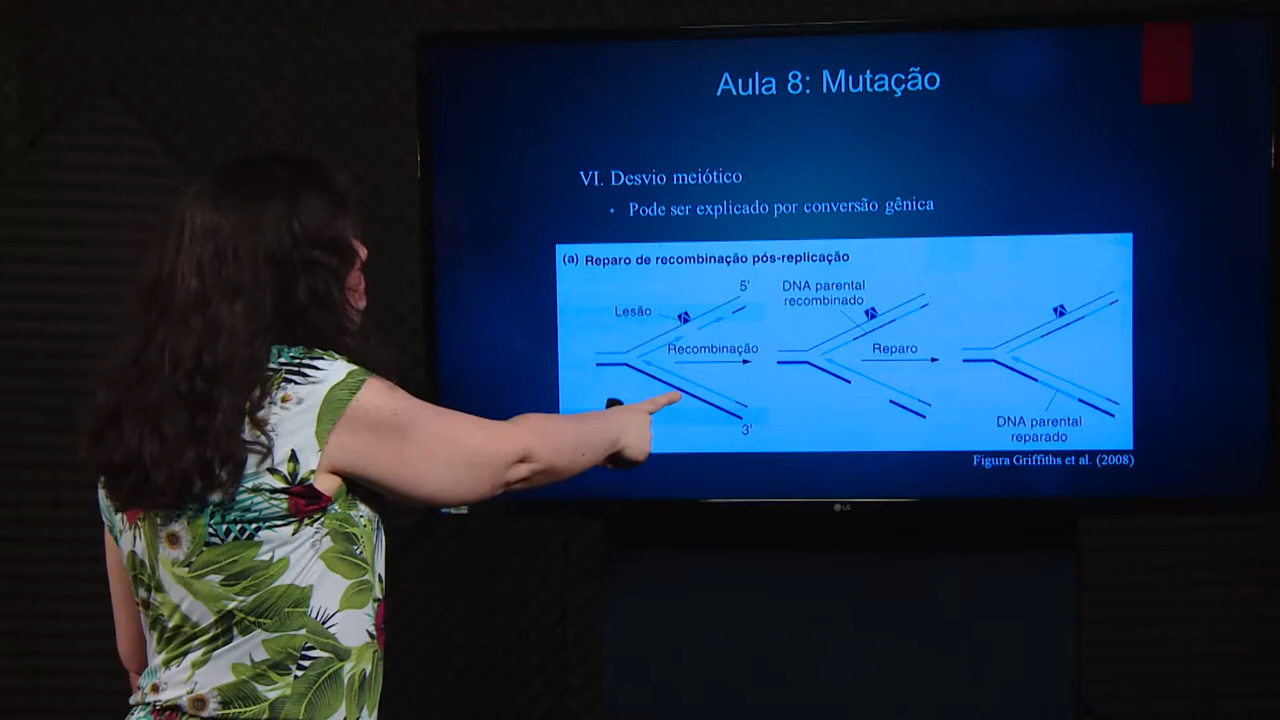 Aula 8: Mutação
VI. Desvio meiótico
• Pode ser explicado por conversão gênica
(a) Reparo de recombinação pós-replicação
5'
DNA parental
recombinado
Lesão
Recombinação
Reparo
3'
DNA parental
reparado
Figura Griffiths et al. (2008)
LG